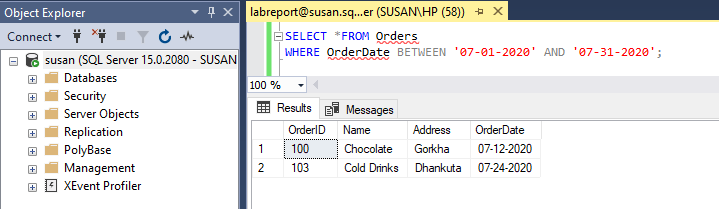 Object Explorer
Connect
susan (SQL Server 15.0.2080 - SUSAN
Databases
Security
Server Objects
Replication
PolyBase
Management
XEvent Profiler
labreport@susan.sq...er (SUSAN\HP (58))
SELECT *FROM Orders
WHERE OrderDate BETWEEN '07-01-2020' AND '07-31-2020';
100 %
Results Messages
OrderID Name Address OrderDate
1 100 Chocolate Gorkha 07-12-2020
2 103 Cold Drinks Dhankuta 07-24-2020